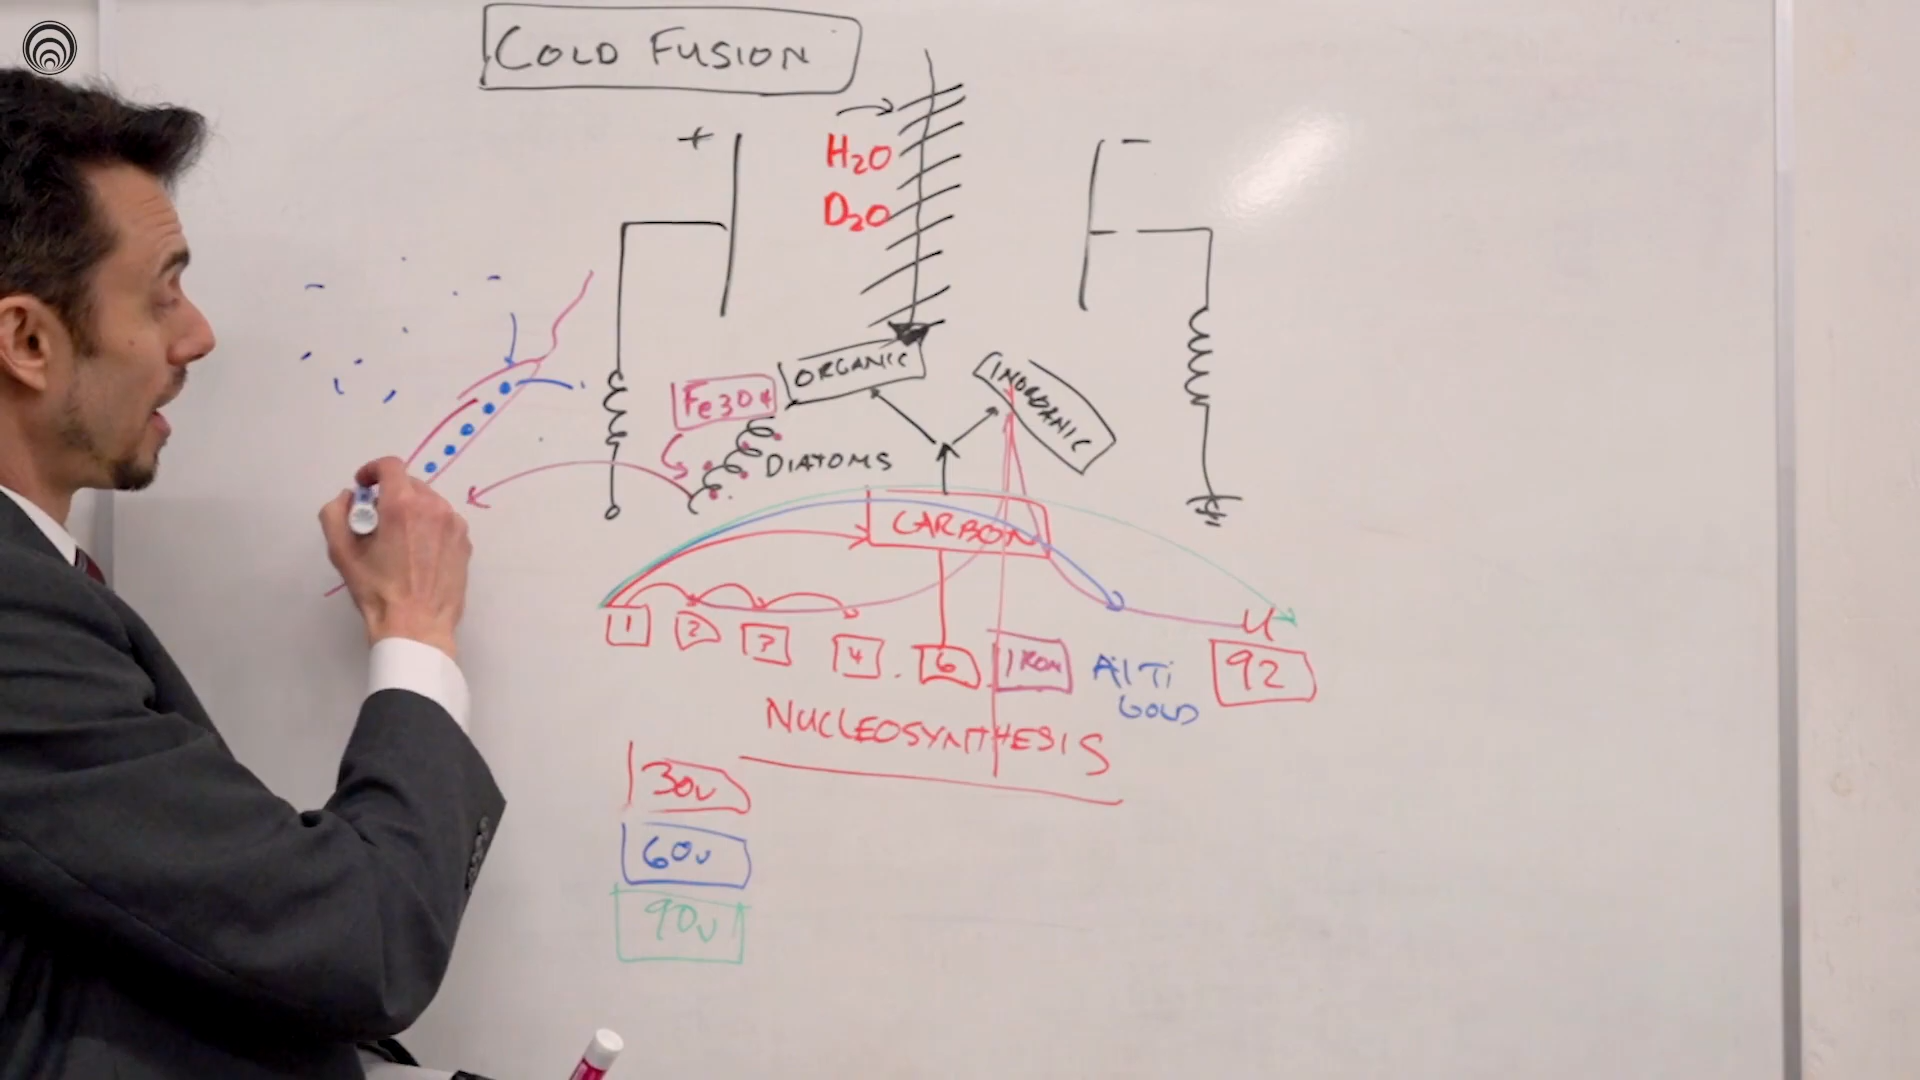 COLD FUSION
+
-
H2O
D2O
ORGANIC
INORGANIC
Fe3O4
DIATOMS
CARBON
U
1
2
3
4
.
6
.
IRON
Al Ti
GOLD
92
NUCLEOSYNTHESIS
30v
60v
90v